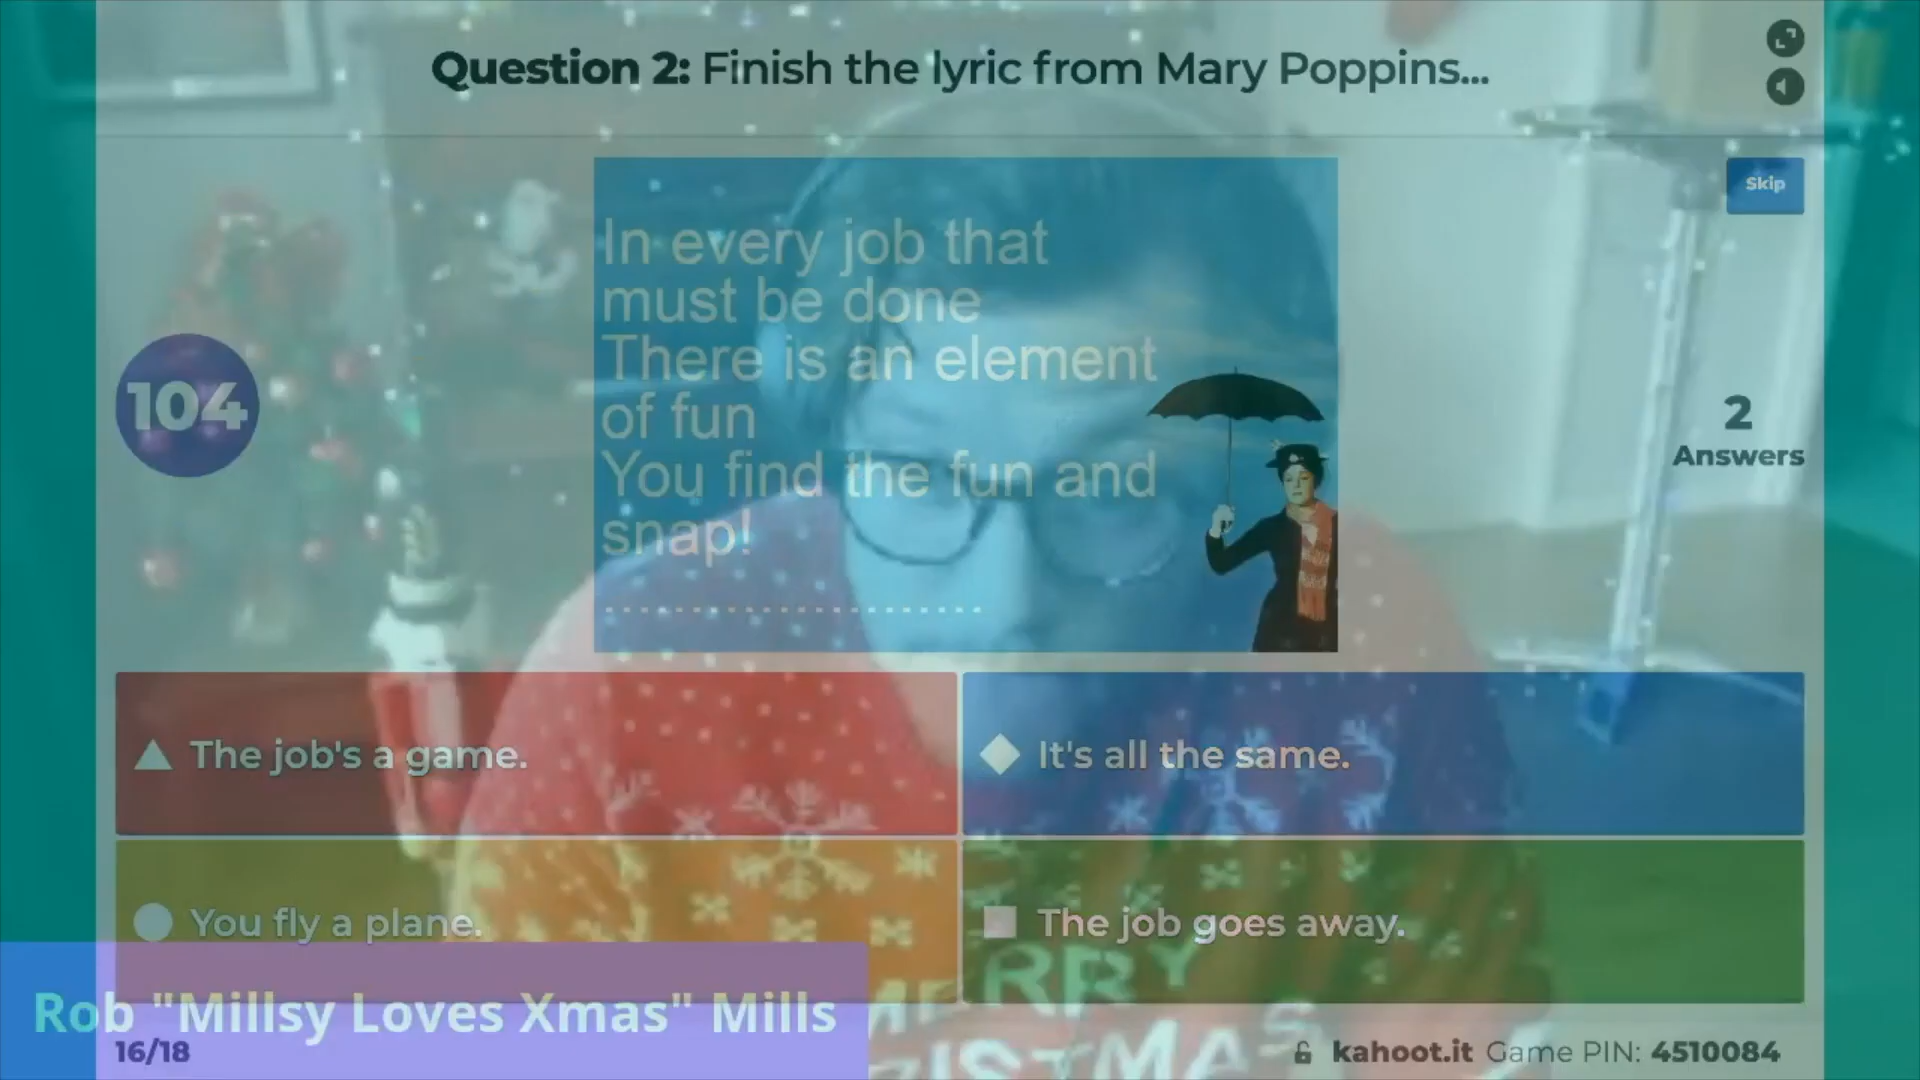 Question 2: Finish the lyric from Mary Poppins...
Skip
In every job that
must be done
There is an element
of fun
You find the fun and
snap!
.................................
104
2
Answers
The job's a game.
It's all the same.
You fly a plane.
The job goes away.
MERRY
CHRISTMAS
Rob "Millsy Loves Xmas" Mills
16/18
kahoot.it Game PIN: 4510084